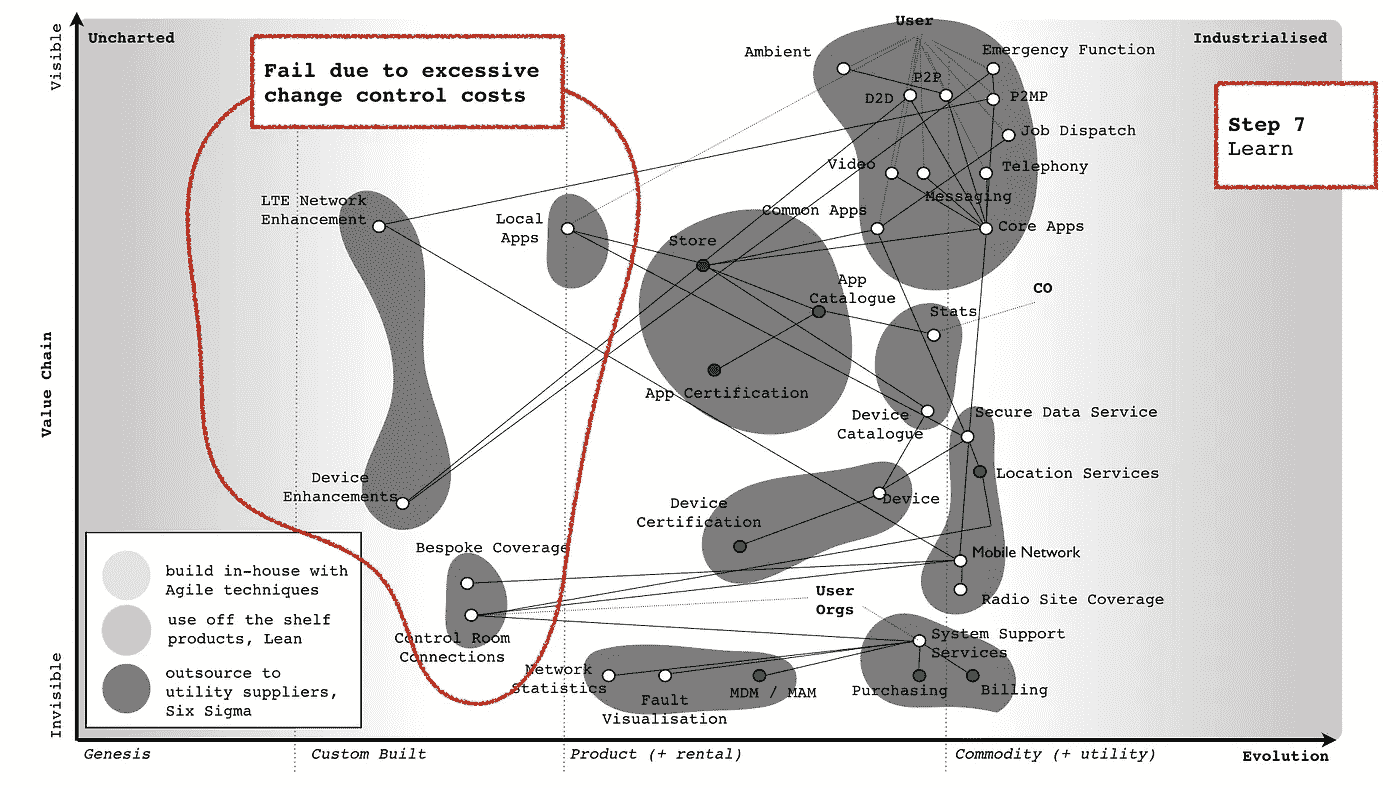 User
Visible
Uncharted
Industrialised
Fail due to excessive
change control costs
Ambient
Emergency Function
P2P
D2D
P2MP
Step 7
Learn
Job Dispatch
Video
Telephony
Messaging
LTE Network
Enhancement
Local
Apps
Common Apps
Core Apps
Store
App
Catalogue
CO
Stats
Value Chain
App Certification
Device
Catalogue
Secure Data Service
Location Services
Device
Enhancements
Device
Device
Certification
Bespoke Coverage
Mobile Network
build in-house with
Agile techniques
use off the shelf
products, Lean
outsource to
utility suppliers,
Six Sigma
User
Orgs
Radio Site Coverage
Control Room
Connections
System Support
Services
Network
Statistics
Fault
Visualisation
MDM / MAM
Purchasing
Billing
Invisible
Genesis
Custom Built
Product (+ rental)
Commodity (+ utility)
Evolution